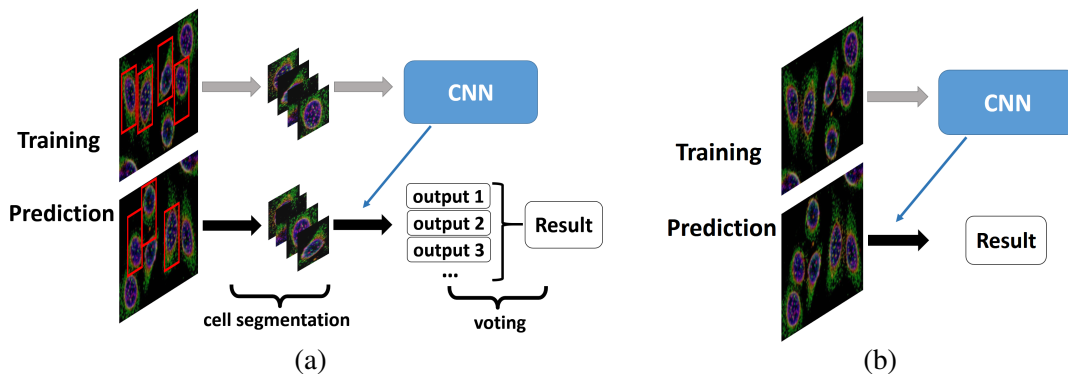 CNN
Training
Prediction
output 1
output 2
output 3
...
Result
cell segmentation
voting
(a)
CNN
Training
Prediction
Result
(b)